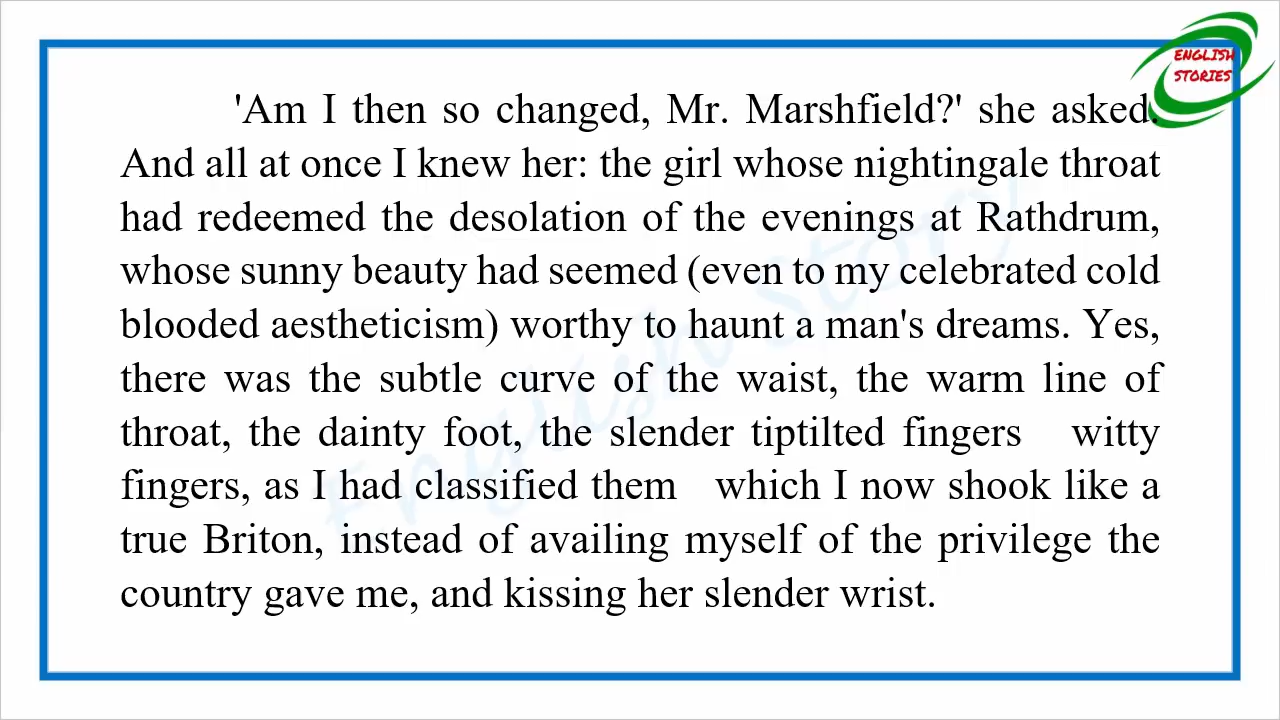 ENGLISH
STORIES
'Am I then so changed, Mr. Marshfield?' she asked.
And all at once I knew her: the girl whose nightingale throat
had redeemed the desolation of the evenings at Rathdrum,
whose sunny beauty had seemed (even to my celebrated cold
blooded aestheticism) worthy to haunt a man's dreams. Yes,
there was the subtle curve of the waist, the warm line of
throat, the dainty foot, the slender tiptilted fingers witty
fingers, as I had classified them which I now shook like a
true Briton, instead of availing myself of the privilege the
country gave me, and kissing her slender wrist.
English Story